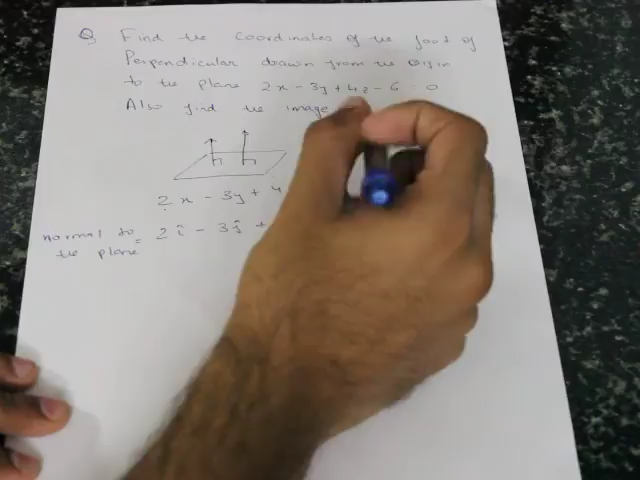 Q Find the coordinates of the foot of
Perpendicular drawn from the origin
to the plane 2x - 3y + 4z - 6 = 0
Also find the image
2x - 3y + 4
normal to = 2î - 3ĵ +
the plane